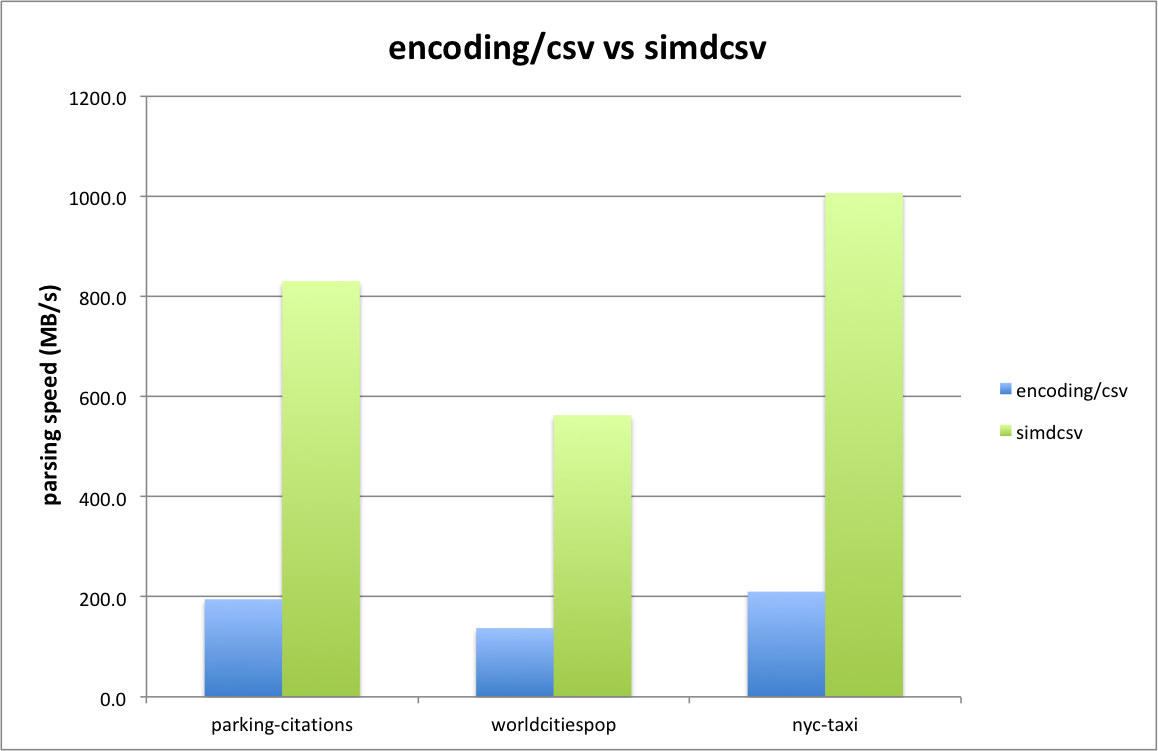 encoding/csv vs simdcsv
1200.0
1000.0
800.0
600.0
400.0
200.0
0.0
parsing speed (MB/s)
parking-citations
worldcitiespop
nyc-taxi
encoding/csv
simdcsv